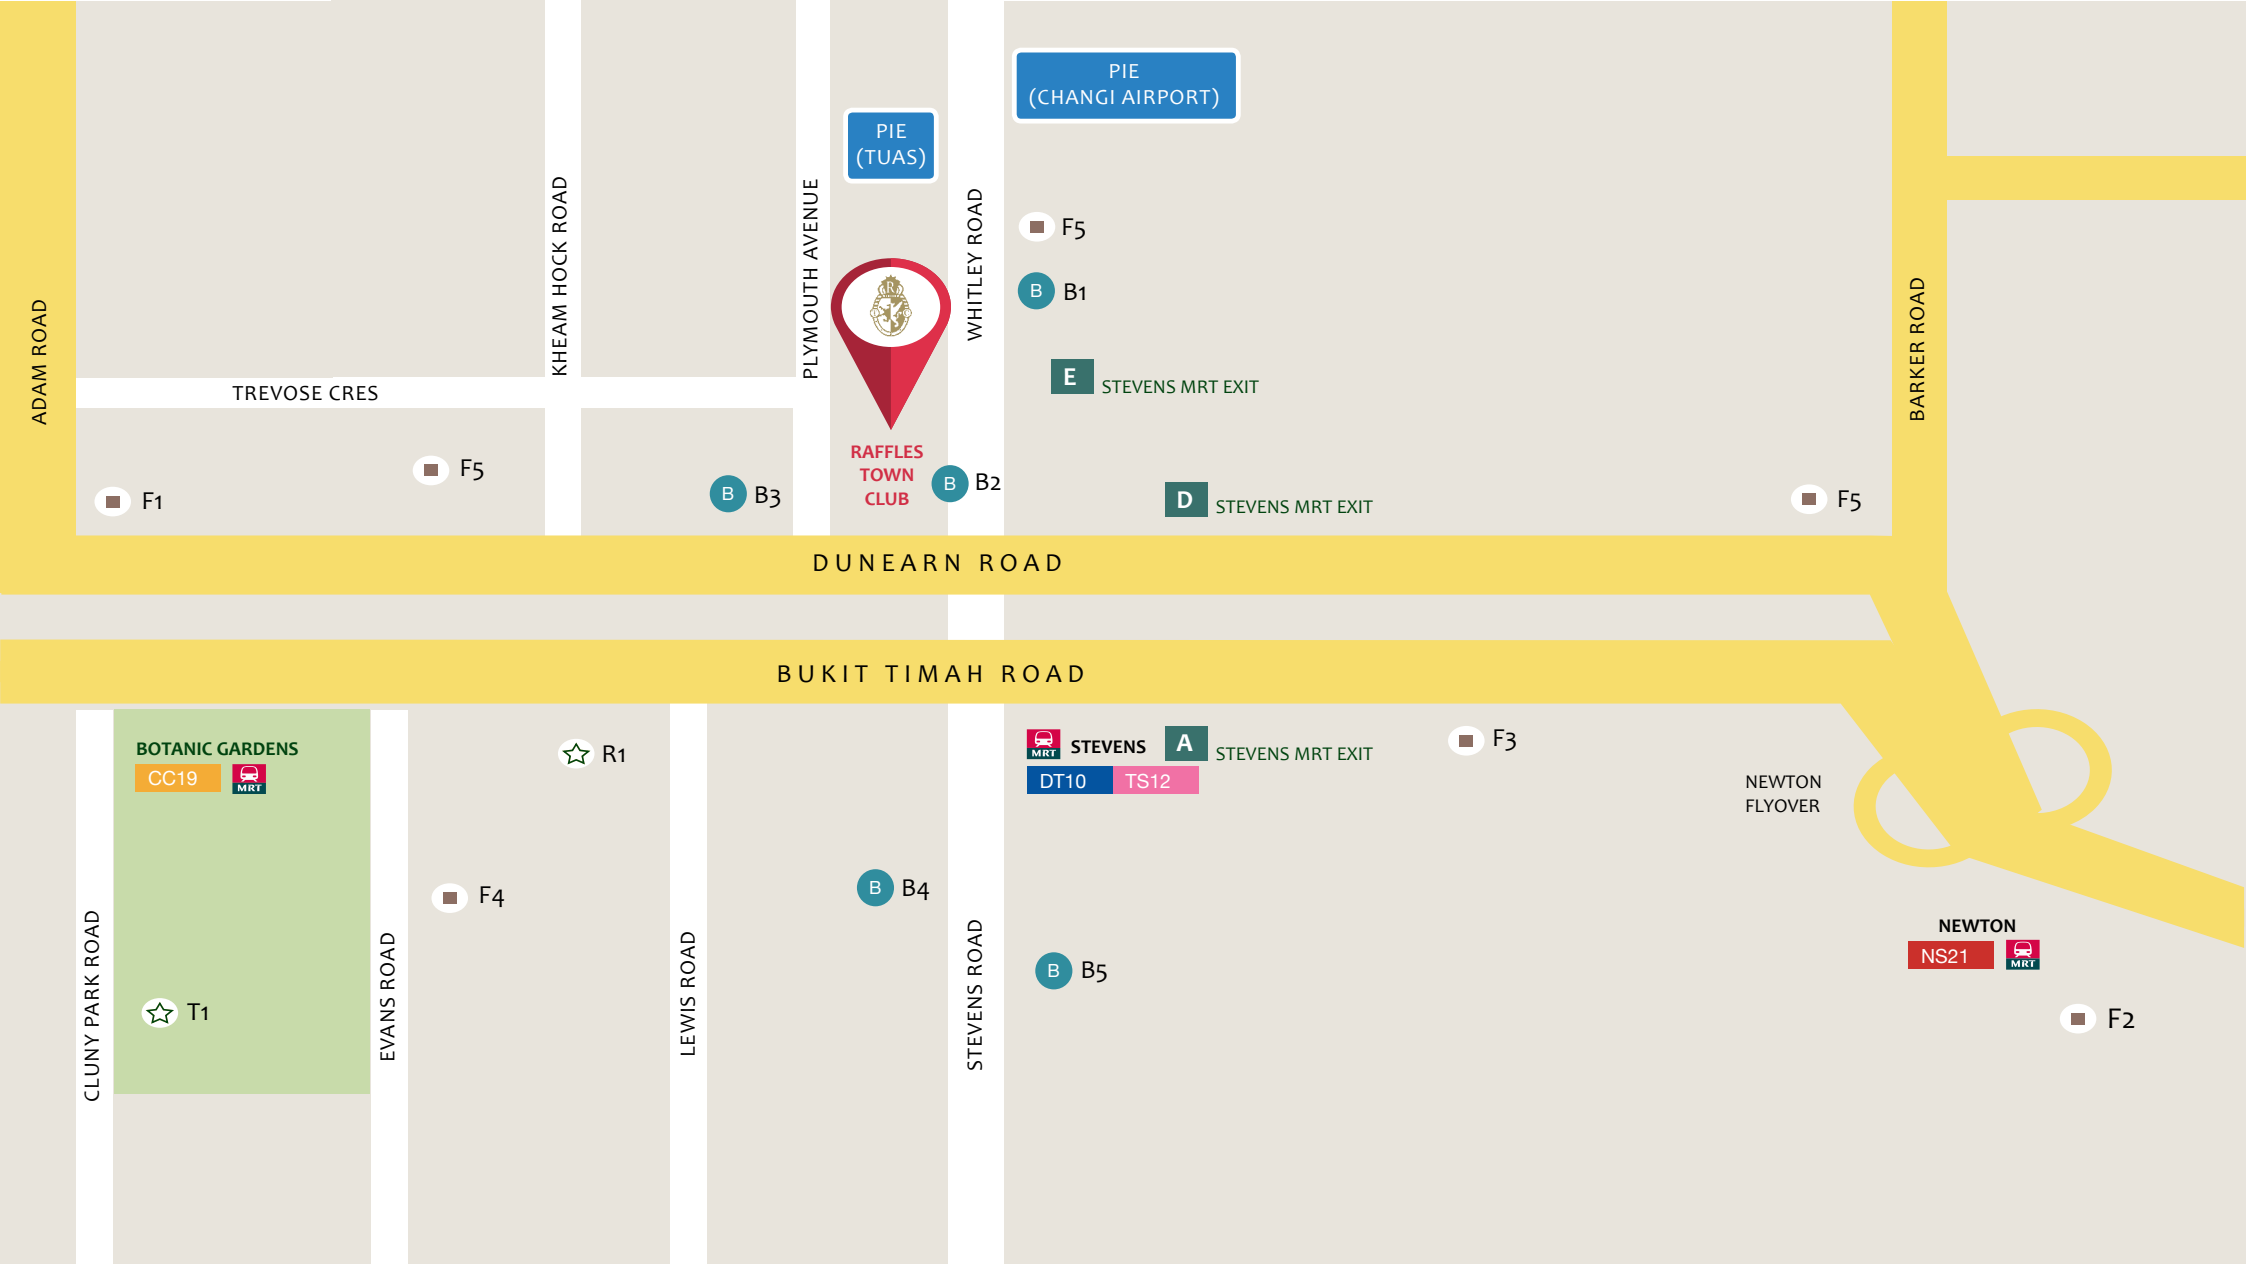 PIE
(CHANGI AIRPORT)
PIE
(TUAS)
KHEAM HOCK ROAD
PLYMOUTH AVENUE
WHITLEY ROAD
F5
R
B
B1
ADAM ROAD
BARKER ROAD
E
STEVENS MRT EXIT
TREVOSE CRES
RAFFLES
TOWN
CLUB
F1
F5
B
B3
B
B2
D
STEVENS MRT EXIT
F5
DUNEARN ROAD
BUKIT TIMAH ROAD
BOTANIC GARDENS
CC19
MRT
R1
MRT
STEVENS
DT10
TS12
A
STEVENS MRT EXIT
F3
NEWTON
FLYOVER
F4
B
B4
B
B5
NEWTON
NS21
MRT
T1
F2
CLUNY PARK ROAD
EVANS ROAD
LEWIS ROAD
STEVENS ROAD